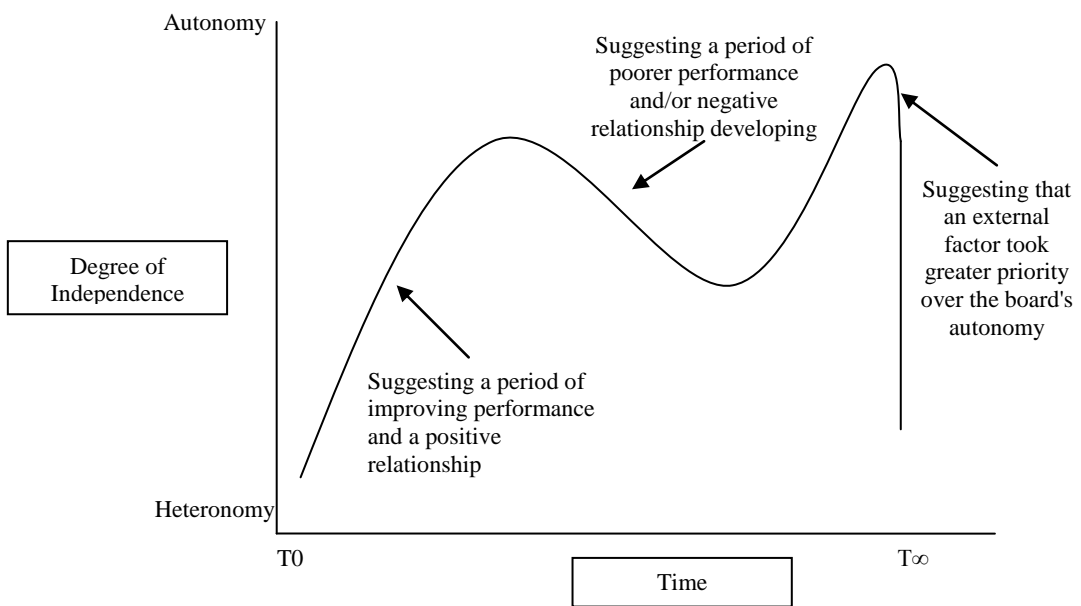 Autonomy
Suggesting a period of
poorer performance
and/or negative
relationship developing
Suggesting that
an external
factor took
greater priority
over the board's
autonomy
Degree of
Independence
Suggesting a period of
improving performance
and a positive
relationship
Heteronomy
T0
T∞
Time